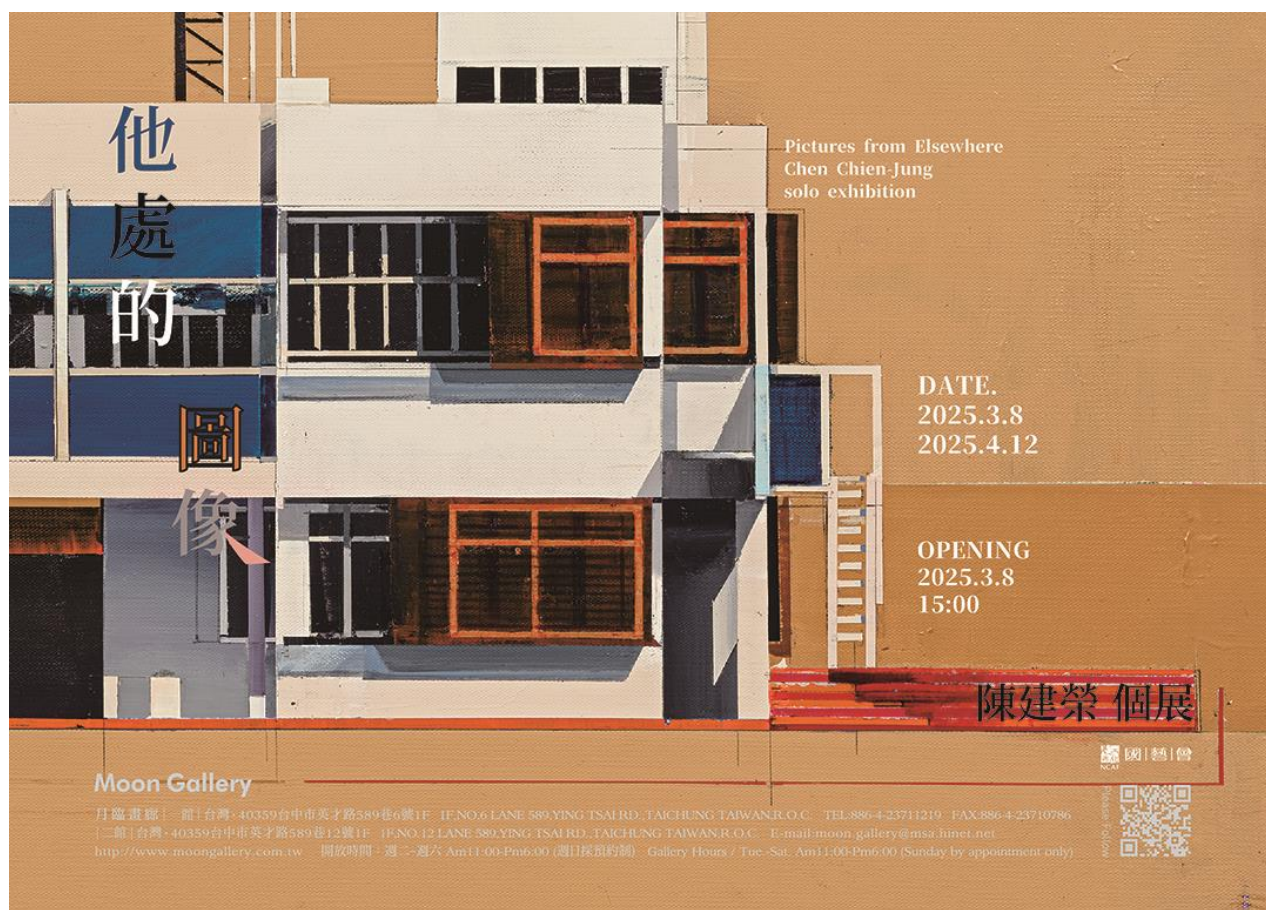 他處的
圖像
Pictures from Elsewhere
Chen Chien-Jung
solo exhibition
DATE.
2025.3.8
2025.4.12
OPENING
2025.3.8
15:00
陳建榮 個展
NCAF 國|藝|會
Moon Gallery
月臨畫廊|一館|台灣·40359台中市英才路589巷6號1F 1F,NO.6 LANE 589,YING TSAI RD.,TAICHUNG TAIWAN,R.O.C. TEL:886-4-23711219 FAX:886-4-23710786
|二館|台灣·40359台中市英才路589巷12號1F 1F,NO.12 LANE 589,YING TSAI RD.,TAICHUNG TAIWAN,R.O.C. E-mail:moon.gallery@msa.hinet.net
http://www.moongallery.com.tw 開放時間：週二~週六 Am11:00-Pm6:00 (週日採預約制) Gallery Hours / Tue.-Sat. Am11:00-Pm6:00 (Sunday by appointment only)
Please Follow